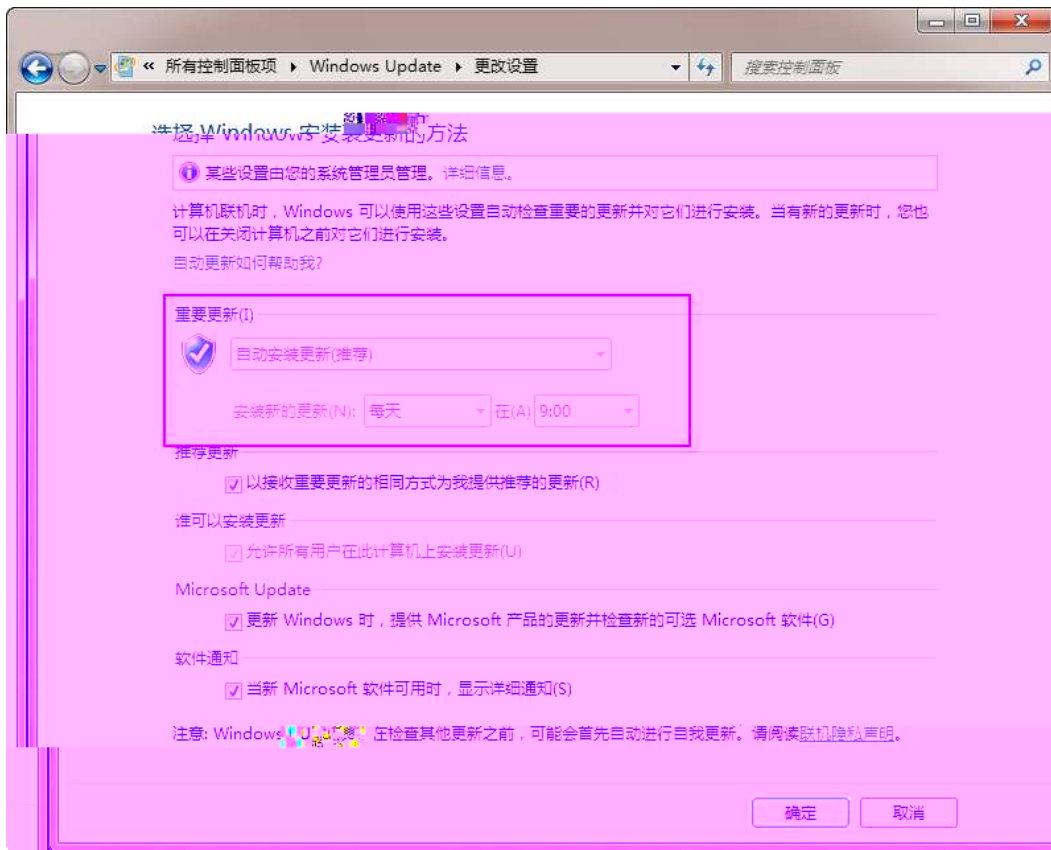 « 所有控制面板项 ▸ Windows Update ▸ 更改设置
搜索控制面板
选择 Windows 安装更新的方法
某些设置由您的系统管理员管理。详细信息。
计算机联机时，Windows 可以使用这些设置自动检查重要的更新并对它们进行安装。当有新的更新时，您也
可以在关闭计算机之前对它们进行安装。
自动更新如何帮助我?
重要更新(I)
自动安装更新(推荐)
安装新的更新(N): 每天 在(A) 9:00
推荐更新
以接收重要更新的相同方式为我提供推荐的更新(R)
谁可以安装更新
允许所有用户在此计算机上安装更新(U)
Microsoft Update
更新 Windows 时，提供 Microsoft 产品的更新并检查新的可选 Microsoft 软件(G)
软件通知
当新 Microsoft 软件可用时，显示详细通知(S)
注意: Windows 在检查其他更新之前，可能会首先自动进行自我更新。请阅读联机隐私声明。
确定 取消